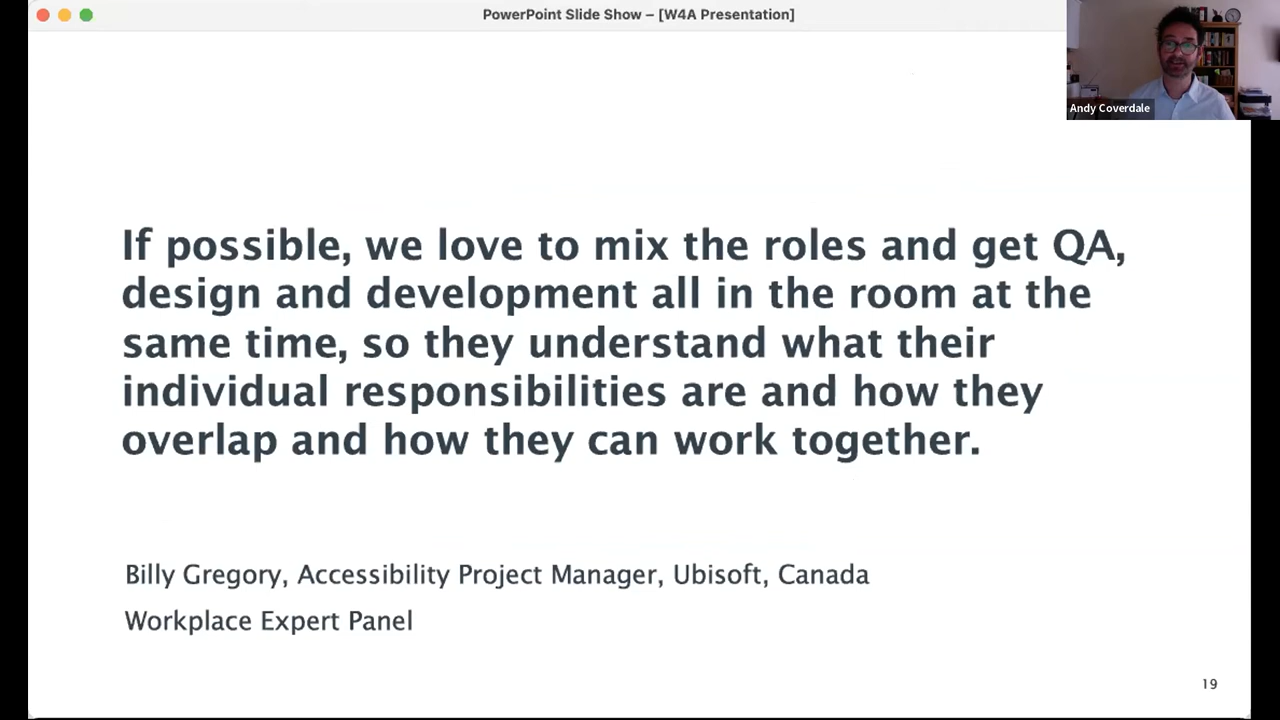 PowerPoint Slide Show – [W4A Presentation]
Andy Coverdale
If possible, we love to mix the roles and get QA,
design and development all in the room at the
same time, so they understand what their
individual responsibilities are and how they
overlap and how they can work together.
Billy Gregory, Accessibility Project Manager, Ubisoft, Canada
Workplace Expert Panel
19